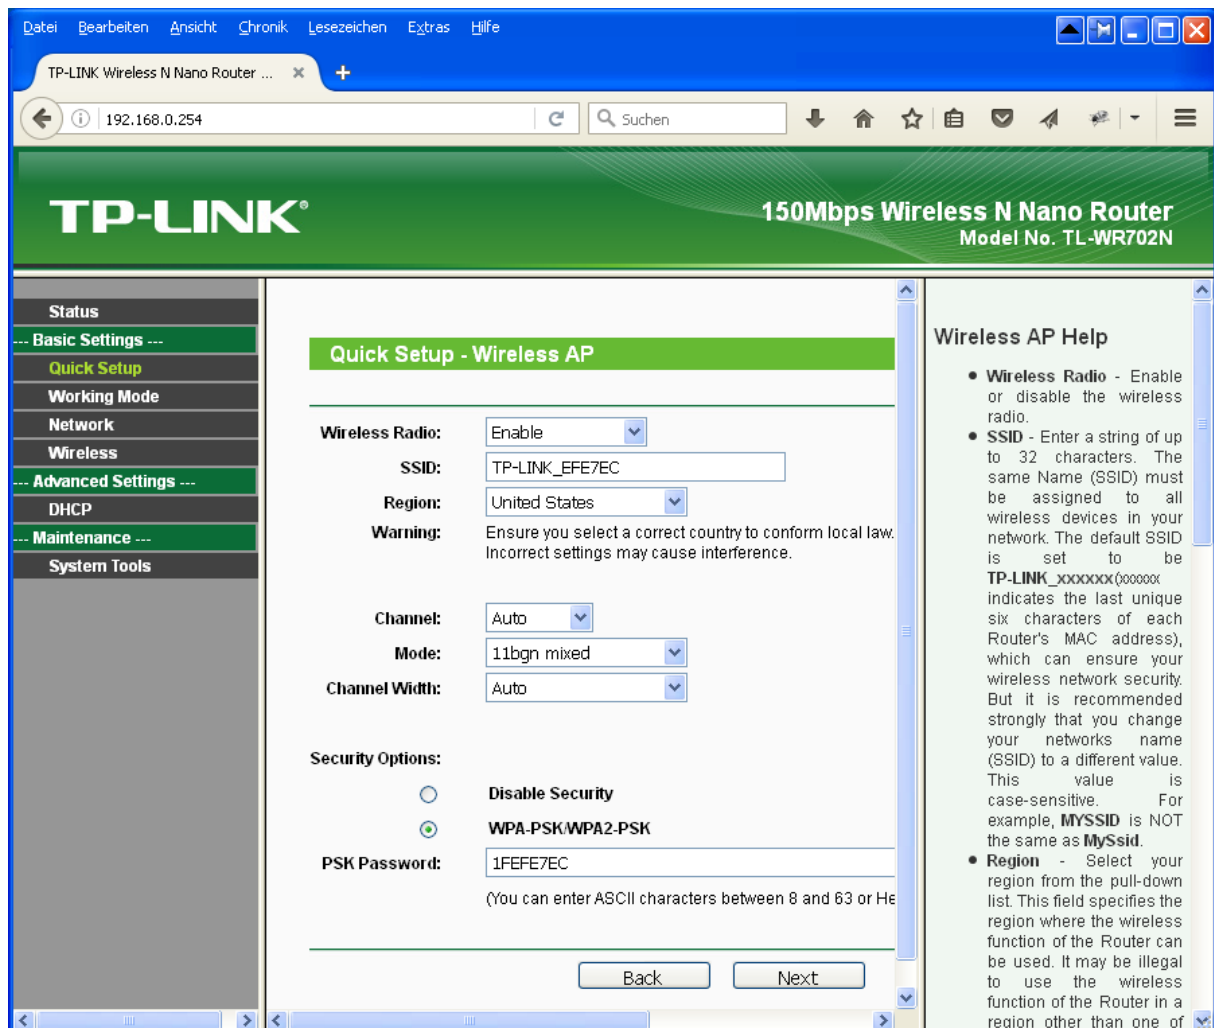 Datei Bearbeiten Ansicht Chronik Lesezeichen Extras Hilfe
TP-LINK Wireless N Nano Router ...
192.168.0.254
Suchen
TP-LINK®
150Mbps Wireless N Nano Router
Model No. TL-WR702N
Status
--- Basic Settings ---
Quick Setup
Working Mode
Network
Wireless
--- Advanced Settings ---
DHCP
--- Maintenance ---
System Tools
Quick Setup - Wireless AP
Wireless Radio: Enable
SSID: TP-LINK_EFE7EC
Region: United States
Warning: Ensure you select a correct country to conform local law.
Incorrect settings may cause interference.
Channel: Auto
Mode: 11bgn mixed
Channel Width: Auto
Security Options:
Disable Security
WPA-PSK/WPA2-PSK
PSK Password: 1FEFE7EC
(You can enter ASCII characters between 8 and 63 or He
Back Next
Wireless AP Help
Wireless Radio - Enable
or disable the wireless
radio.
SSID - Enter a string of up
to 32 characters. The
same Name (SSID) must
be assigned to all
wireless devices in your
network. The default SSID
is set to be
TP-LINK_xxxxxx(xxxxxx
indicates the last unique
six characters of each
Router's MAC address),
which can ensure your
wireless network security.
But it is recommended
strongly that you change
your networks name
(SSID) to a different value.
This value is
case-sensitive. For
example, MYSSID is NOT
the same as MySsid.
Region - Select your
region from the pull-down
list. This field specifies the
region where the wireless
function of the Router can
be used. It may be illegal
to use the wireless
function of the Router in a
region other than one of